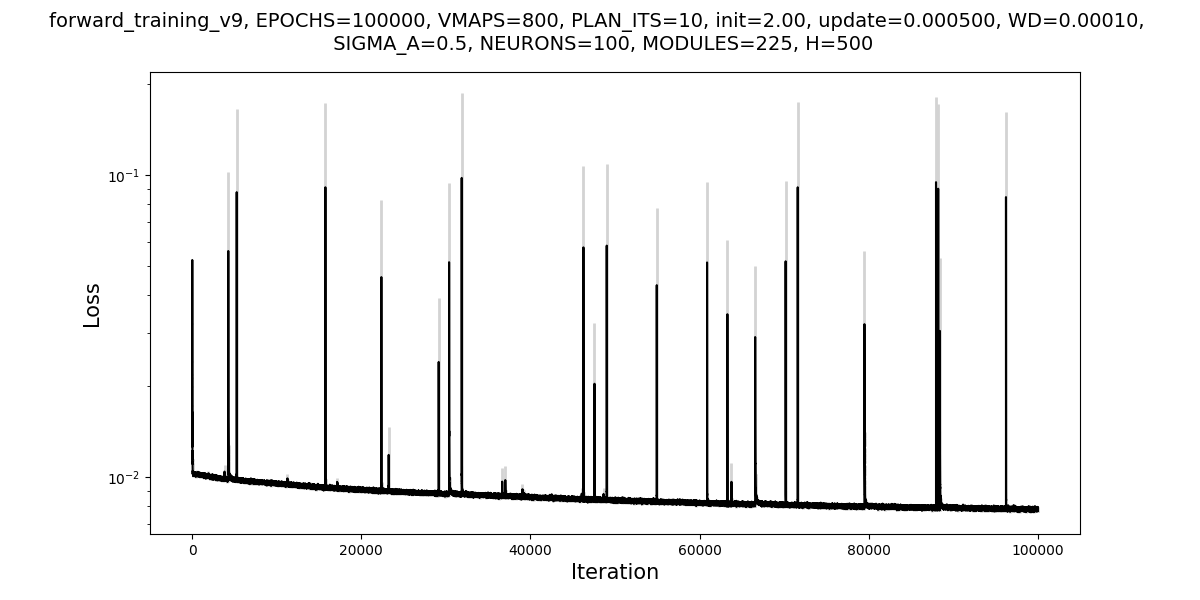 forward_training_v9, EPOCHS=100000, VMAPS=800, PLAN_ITS=10, init=2.00, update=0.000500, WD=0.00010,
SIGMA_A=0.5, NEURONS=100, MODULES=225, H=500
Loss
10⁻¹
10⁻²
0 20000 40000 60000 80000 100000
Iteration